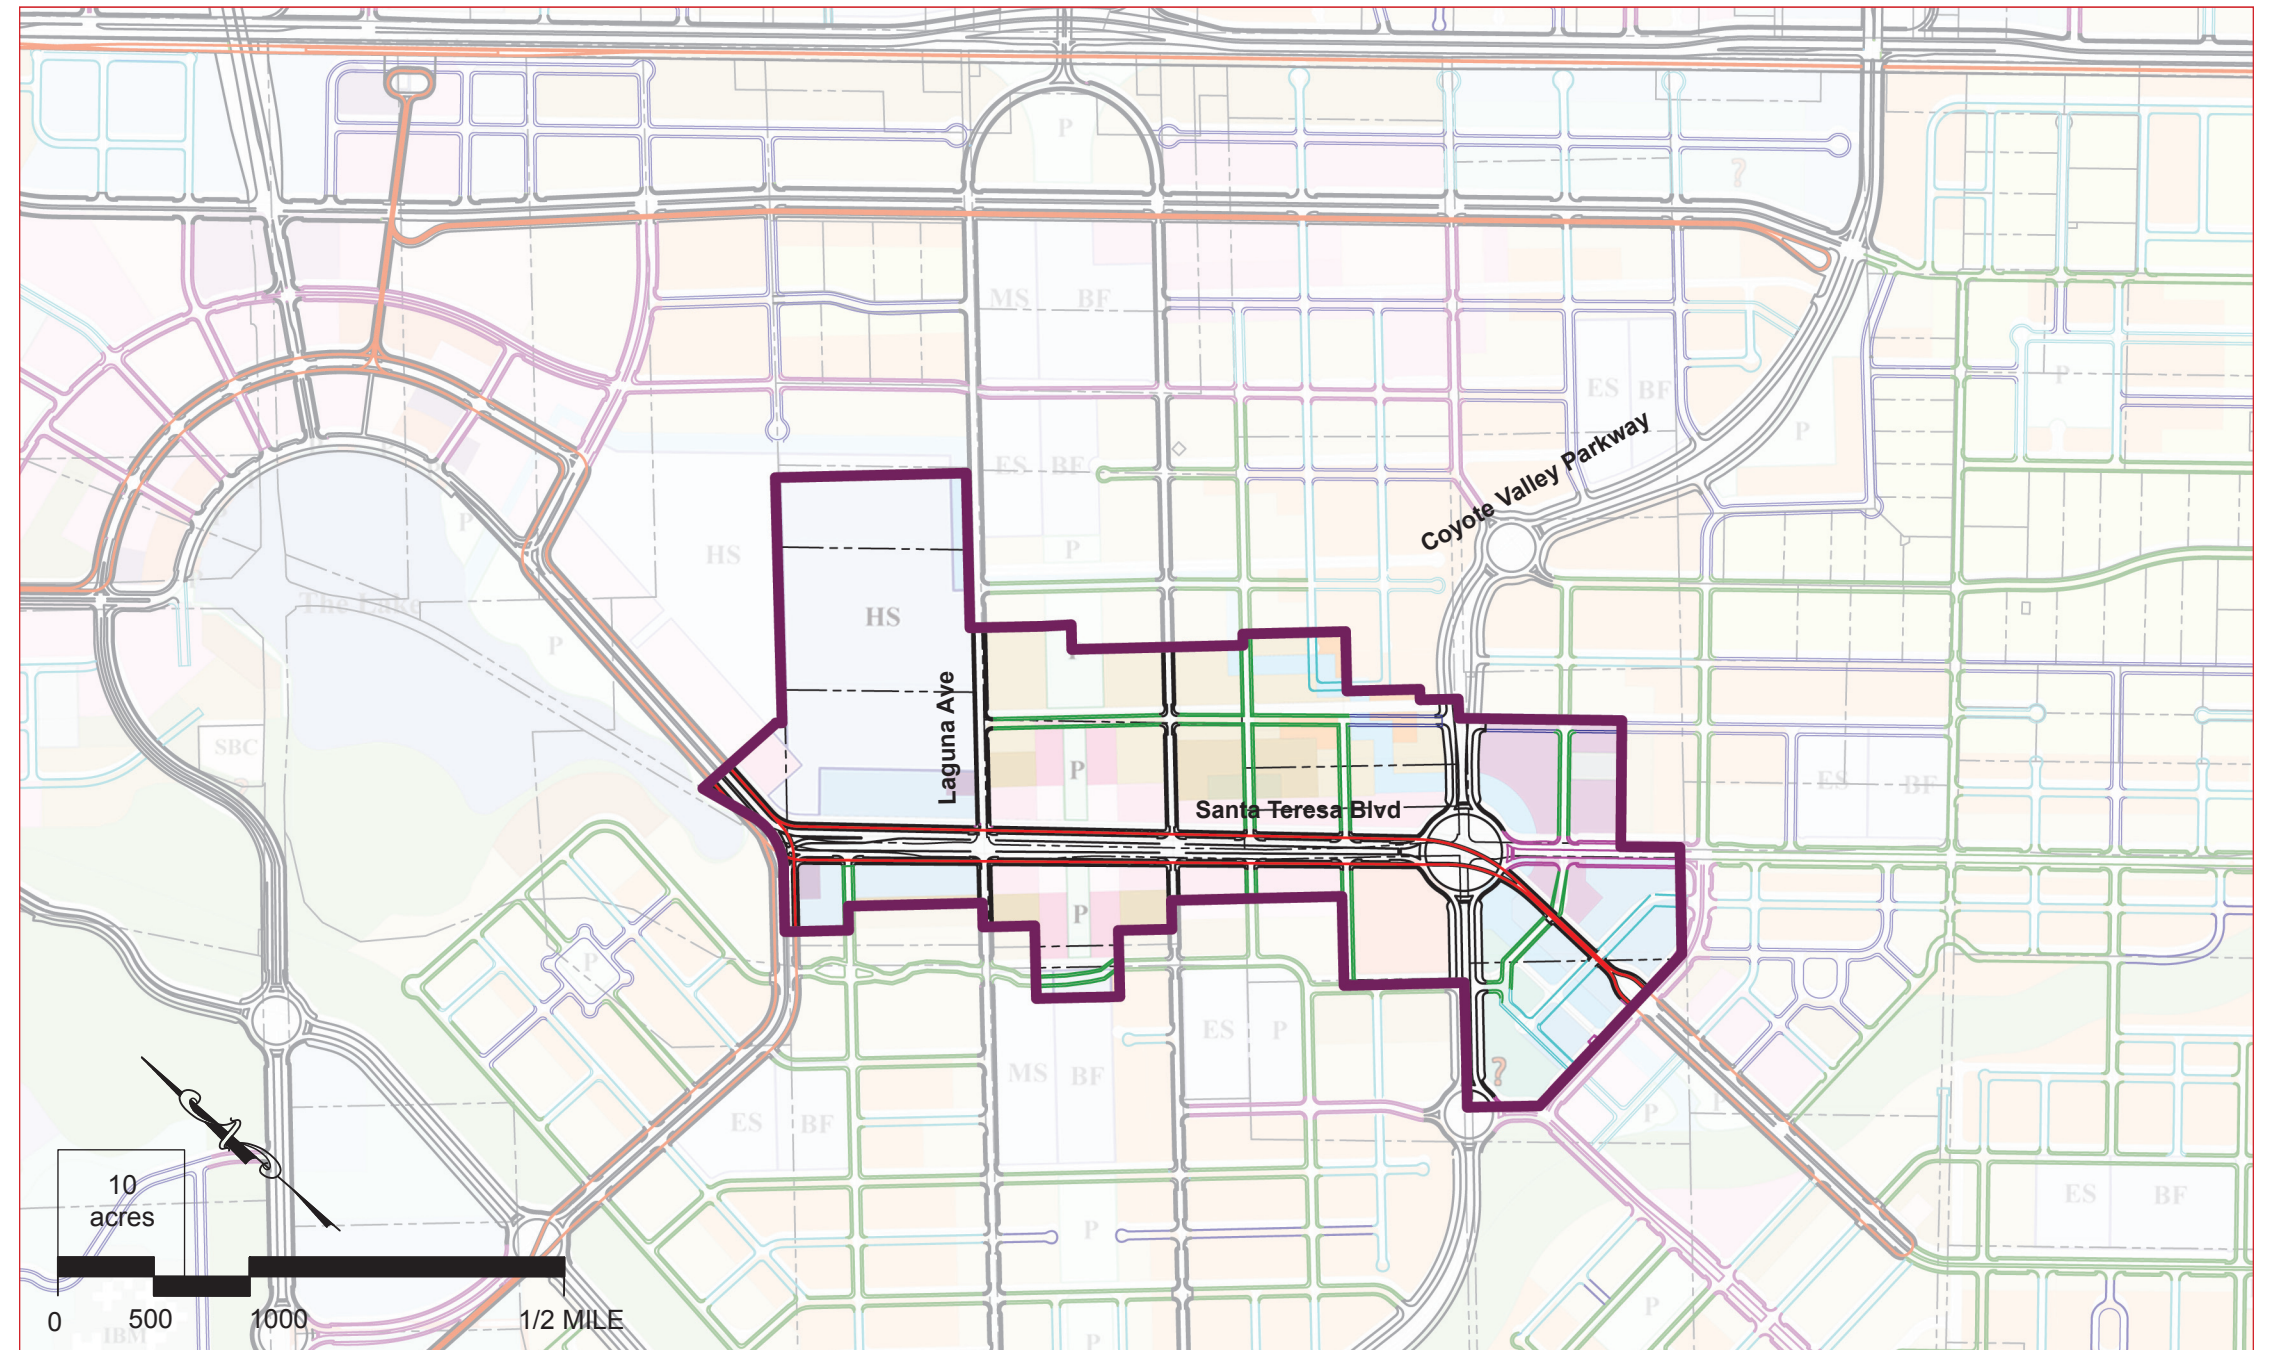 P
?
MS BF
ES BF
P
P
ES BF
P
Coyote Valley Parkway
P
P
HS
P
P
The Lake
HS
P
P
Laguna Ave
SBC
?
P
ES BF
Santa Teresa Blvd
P
P
ES P
MS BF
?
ES BF
P
ES BF
P
P
P
IBM
10
acres
0 500 1000 1/2 MILE